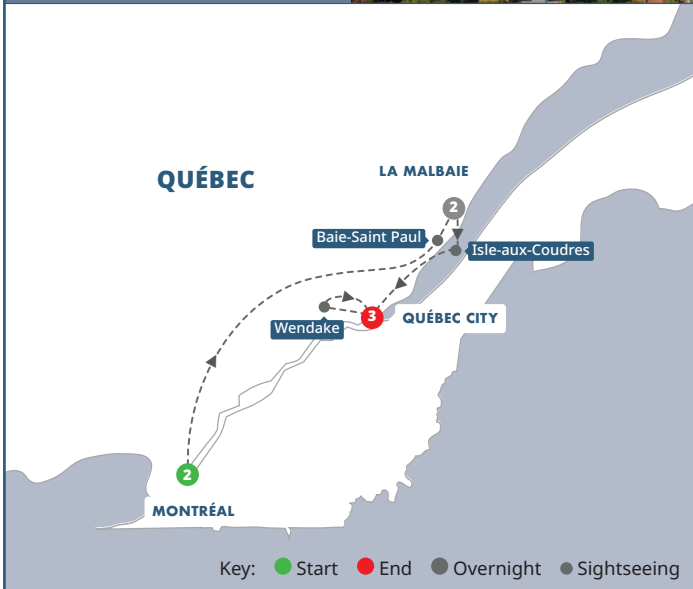 QUÉBEC
LA MALBAIE
2
Baie-Saint Paul
Isle-aux-Coudres
3
QUÉBEC CITY
Wendake
2
MONTRÉAL
Key: Start End Overnight Sightseeing